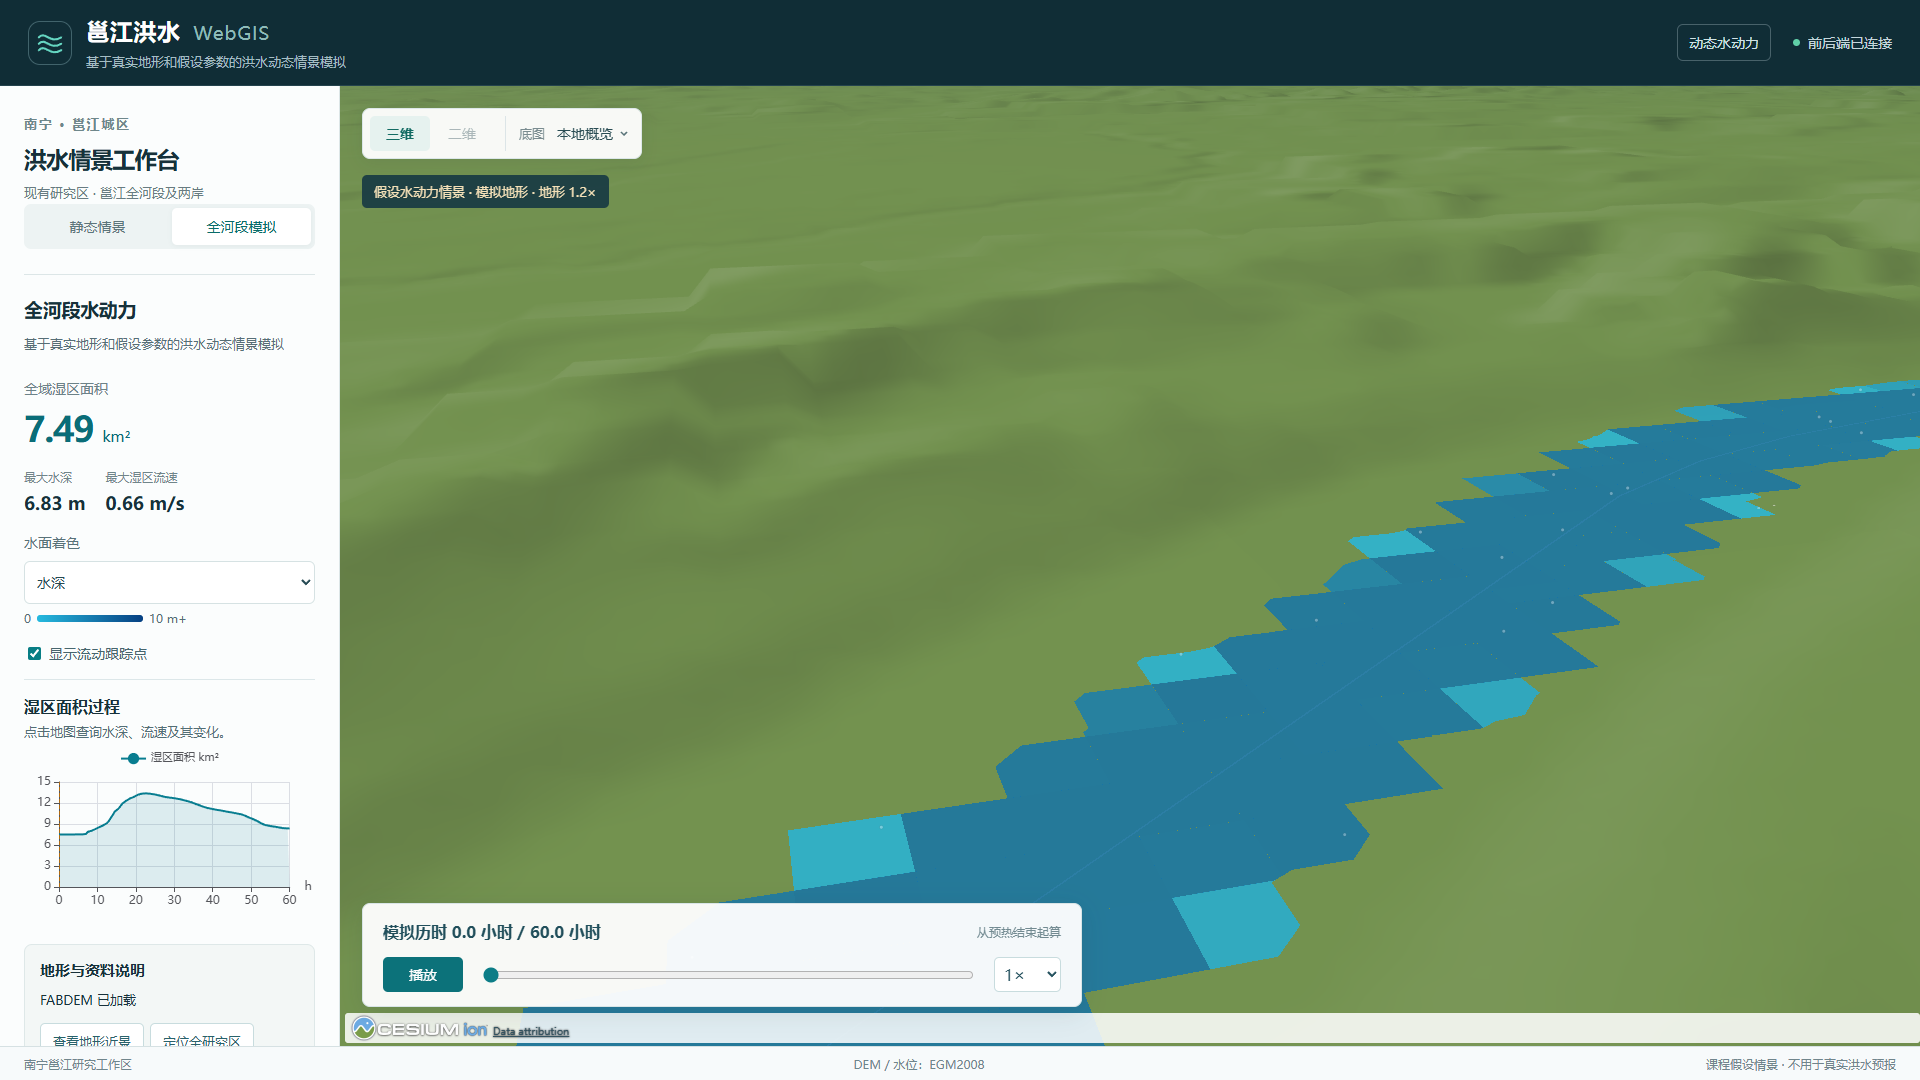 邕江洪水 WebGIS
基于真实地形和假设参数的洪水动态情景模拟
动态水动力
前后端已连接
南宁 • 邕江城区
洪水情景工作台
现有研究区 · 邕江全河段及两岸
静态情景
全河段模拟
全河段水动力
基于真实地形和假设参数的洪水动态情景模拟
全域湿区面积
7.49 km²
最大水深
最大湿区流速
6.83 m
0.66 m/s
水面着色
水深
0
10 m+
显示流动跟踪点
湿区面积过程
点击地图查询水深、流速及其变化。
湿区面积 km²
15
12
9
6
3
0
0 10 20 30 40 50 60
h
地形与资料说明
FABDEM 已加载
查看地形近景
定位全研究区
三维
二维
底图
本地概览
假设水动力情景 · 模拟地形 · 地形 1.2×
模拟历时 0.0 小时 / 60.0 小时
从预热结束起算
播放
1×
CESIUM ion
Data attribution
南宁邕江研究工作区
DEM / 水位：EGM2008
课程假设情景 · 不用于真实洪水预报